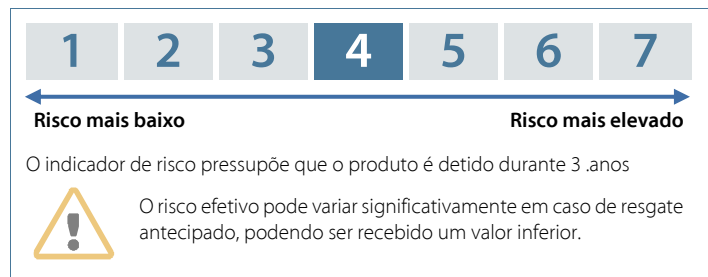 1 2 3 4 5 6 7
Risco mais baixo Risco mais elevado
O indicador de risco pressupõe que o produto é detido durante 3 .anos
O risco efetivo pode variar significativamente em caso de resgate
antecipado, podendo ser recebido um valor inferior.